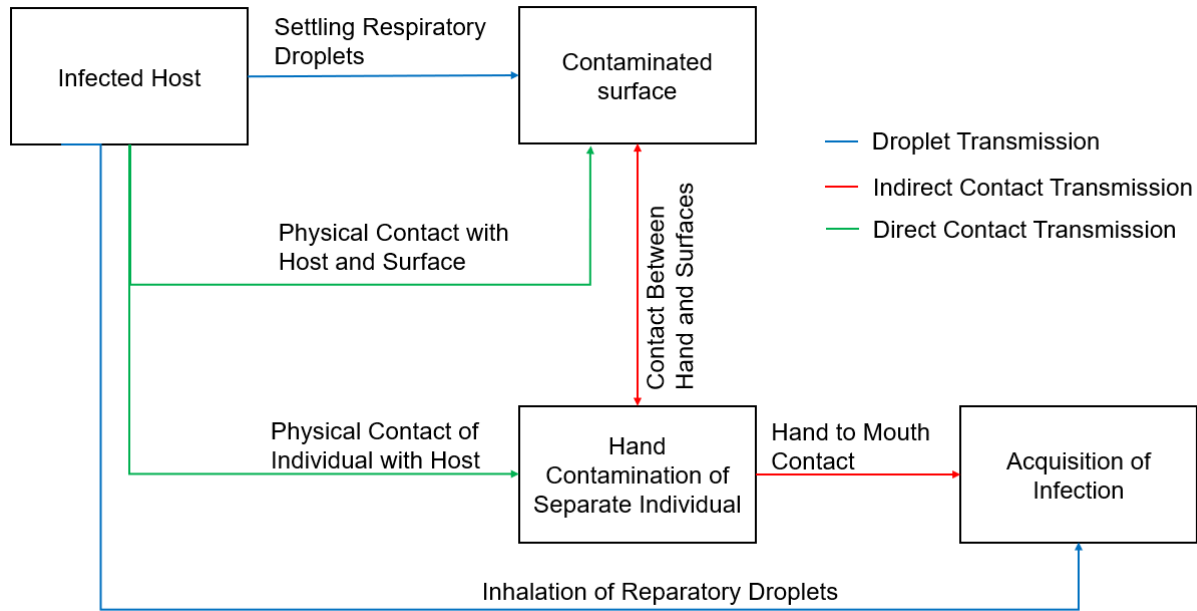 Infected Host
Settling Respiratory
Droplets
Contaminated
surface
Droplet Transmission
Indirect Contact Transmission
Direct Contact Transmission
Physical Contact with
Host and Surface
Contact Between
Hand and Surfaces
Physical Contact of
Individual with Host
Hand
Contamination of
Separate Individual
Hand to Mouth
Contact
Acquisition of
Infection
Inhalation of Reparatory Droplets